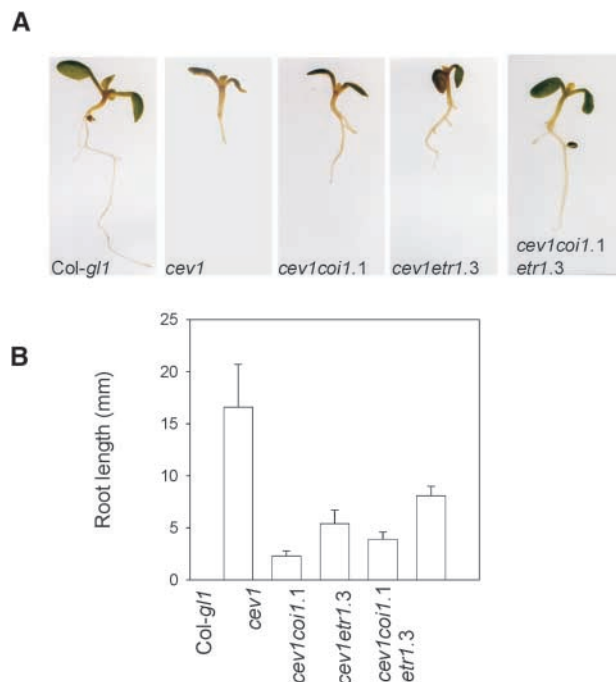 A
Col-gl1
cev1
cev1coi1.1
cev1etr1.3
cev1coi1.1
etr1.3
B
Root length (mm)
25
20
15
10
5
0
Col-gl1
cev1
cev1coi1.1
cev1etr1.3
cev1coi1.1
etr1.3